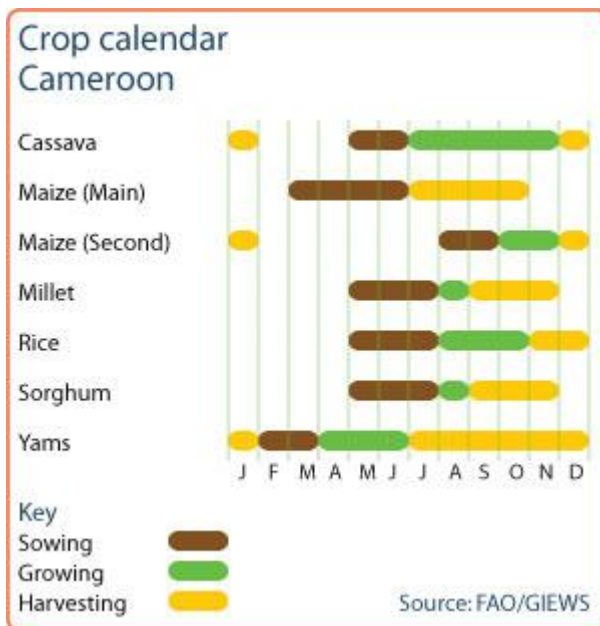 Crop calendar
Cameroon
Cassava
Maize (Main)
Maize (Second)
Millet
Rice
Sorghum
Yams
J F M A M J J A S O N D
Key
Sowing
Growing
Harvesting
Source: FAO/GIEWS